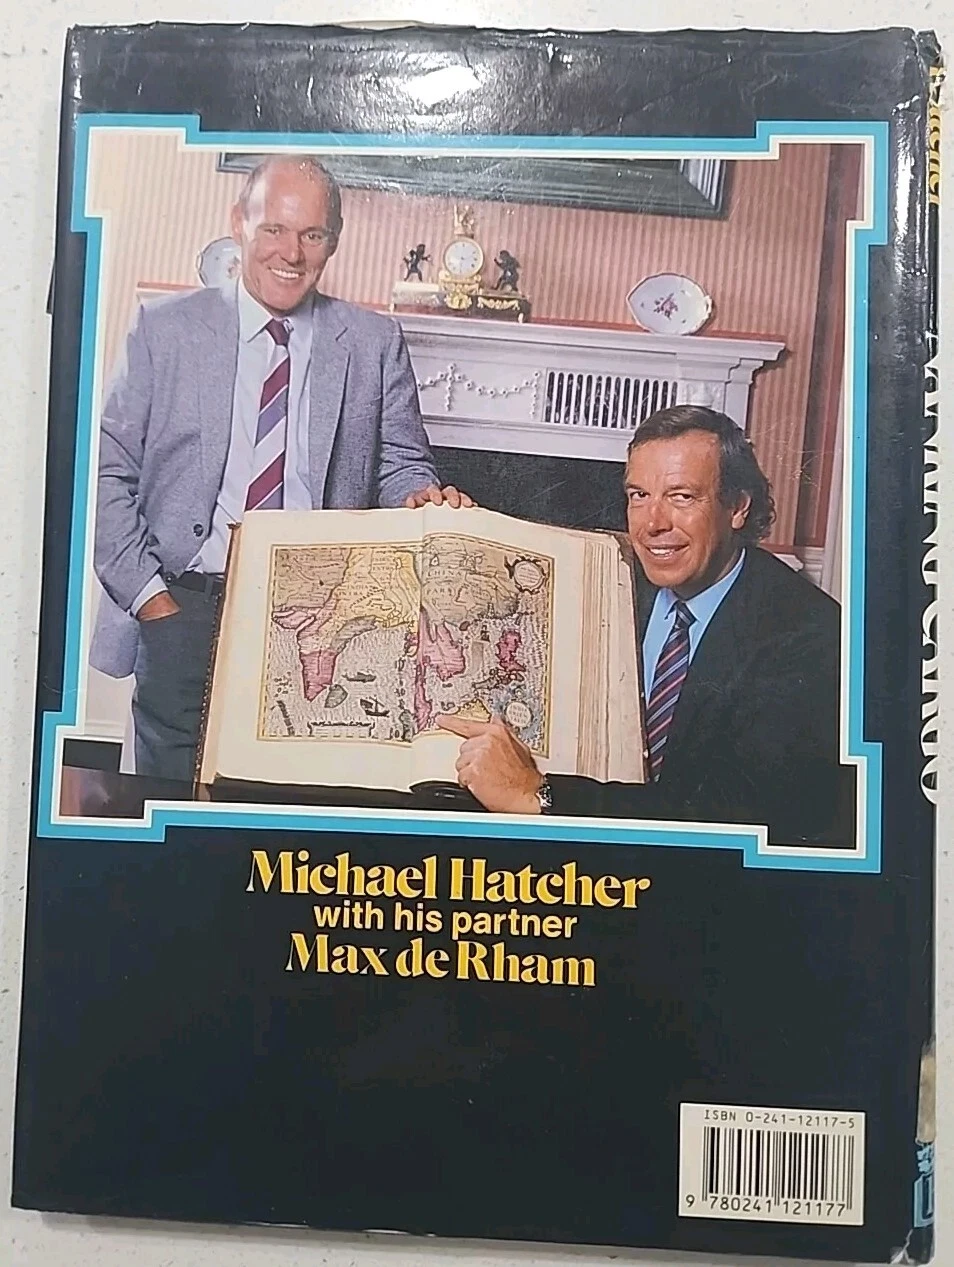 Michael Hatcher
with his partner
Max de Rham
ISBN 0-241-12117-5
9 780241 121177